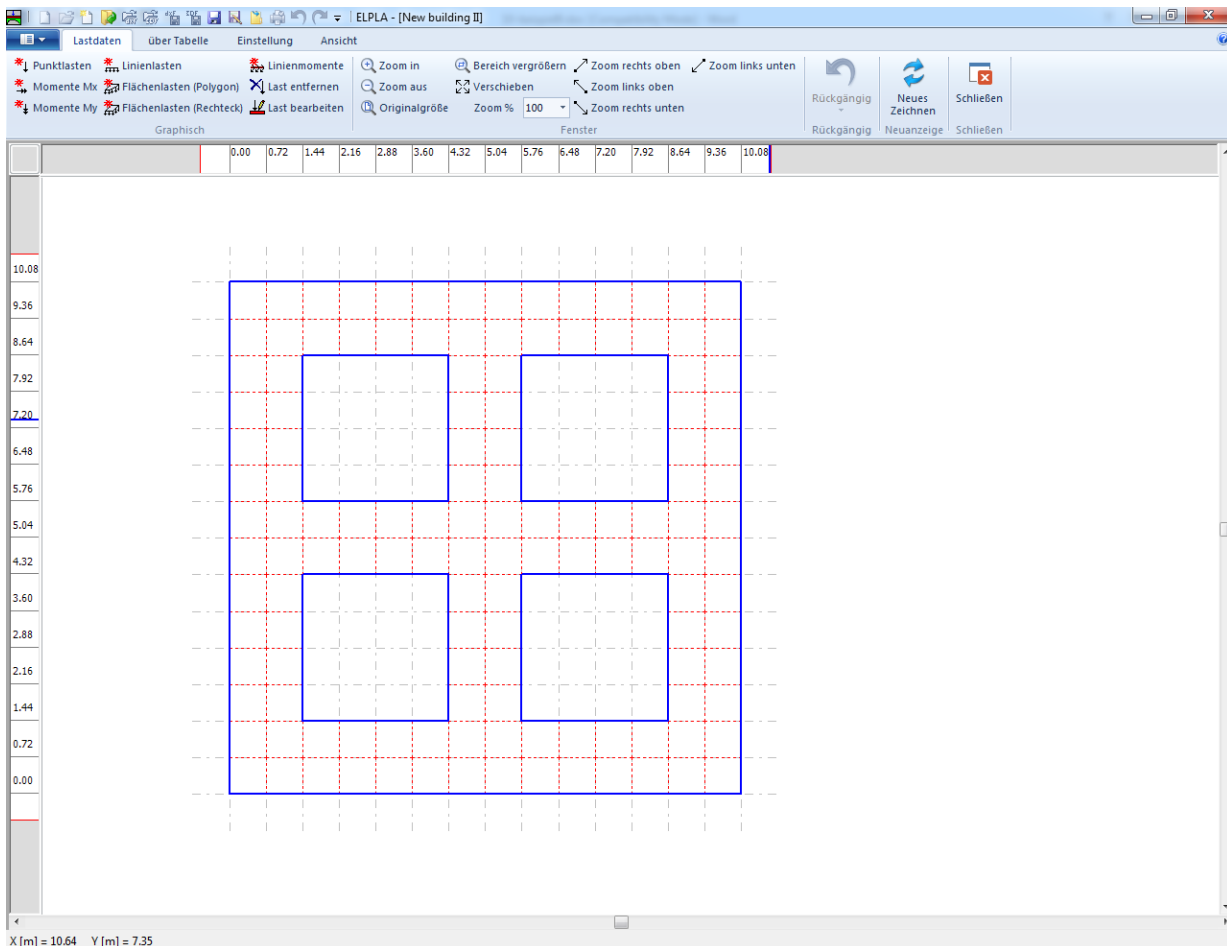 ELPLA - [New building II]
Lastdaten über Tabelle Einstellung Ansicht
Punktlasten Linienlasten Linienmomente Zoom in Bereich vergrößern Zoom rechts oben Zoom links unten
Momente Mx Flächenlasten (Polygon) Last entfernen Zoom aus Verschieben Zoom links oben
Momente My Flächenlasten (Rechteck) Last bearbeiten Originalgröße Zoom % 100 Zoom rechts unten
Rückgängig Neues Zeichnen Schließen
Graphisch Fenster Rückgängig Neuanzeige Schließen
0.00 0.72 1.44 2.16 2.88 3.60 4.32 5.04 5.76 6.48 7.20 7.92 8.64 9.36 10.08
10.08
9.36
8.64
7.92
7.20
6.48
5.76
5.04
4.32
3.60
2.88
2.16
1.44
0.72
0.00
X [m] = 10.64 Y [m] = 7.35